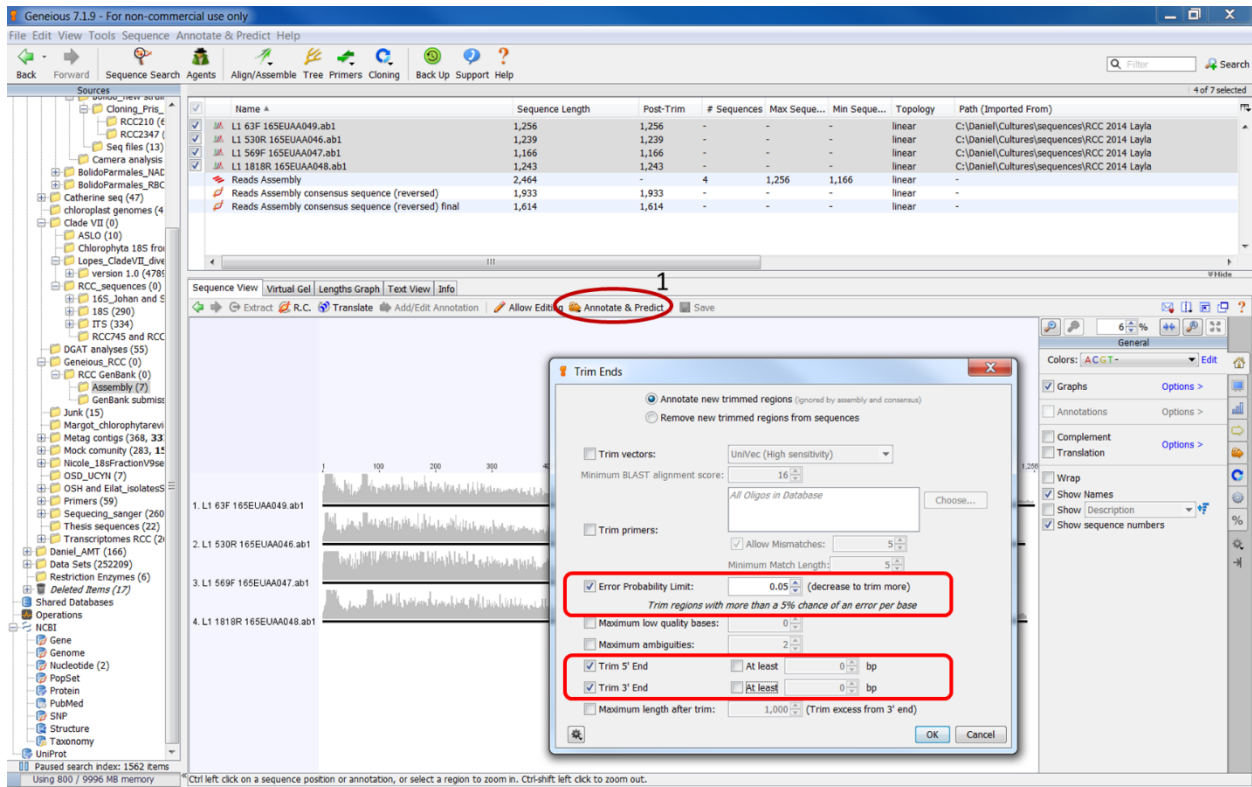 Geneious 7.1.9 - For non-commercial use only
File Edit View Tools Sequence Annotate & Predict Help
Back Forward Sequence Search Agents Align/Assemble Tree Primers Cloning Back Up Support Help
Filter Search
Sources
4 of 7 selected
Cloning_Pris_
RCC210 (6
RCC2347 (
Seq files (13)
Camera analysis
BolidoParmales_NAD
BolidoParmales_RBC
Catherine seq (47)
chloroplast genomes (4
Clade VII (0)
ASLO (10)
Chlorophyta 18S fro
Lopes_CladeVII_dive
version 1.0 (4789
RCC_sequences (0)
16S_Johan and S
18S (290)
ITS (334)
RCC745 and RCC
DGAT analyses (55)
Geneious_RCC (0)
RCC GenBank (0)
Assembly (7)
GenBank submiss
Junk (15)
Margot_chlorophytarevi
Metag contigs (368, 33
Mock comunity (283, 15
Nicole_18sFractionV9se
OSD_UCYN (7)
OSH and Eilat_isolatesS
Primers (59)
Sequecing_sanger (260
Thesis sequences (22)
Transcriptomes RCC (2
Daniel_AMT (166)
Data Sets (252209)
Restriction Enzymes (6)
Deleted Items (17)
Shared Databases
Operations
NCBI
Gene
Genome
Nucleotide (2)
PopSet
Protein
PubMed
SNP
Structure
Taxonomy
UniProt
Paused search index: 1562 items
Using 800 / 9996 MB memory
Name Sequence Length Post-Trim # Sequences Max Seque... Min Seque... Topology Path (Imported From)
L1 63F 165EUAA049.ab1 1,256 1,256 - - - linear C:\Daniel\Cultures\sequences\RCC 2014 Layla
L1 530R 165EUAA046.ab1 1,239 1,239 - - - linear C:\Daniel\Cultures\sequences\RCC 2014 Layla
L1 569F 165EUAA047.ab1 1,166 1,166 - - - linear C:\Daniel\Cultures\sequences\RCC 2014 Layla
L1 1818R 165EUAA048.ab1 1,243 1,243 - - - linear C:\Daniel\Cultures\sequences\RCC 2014 Layla
Reads Assembly 2,464 - 4 1,256 1,166 linear -
Reads Assembly consensus sequence (reversed) 1,933 1,933 - - - linear -
Reads Assembly consensus sequence (reversed) final 1,614 1,614 - - - linear -
Hide
1
Sequence View Virtual Gel Lengths Graph Text View Info
Extract R.C. Translate Add/Edit Annotation Allow Editing Annotate & Predict Save
1 100 200 300
1. L1 63F 165EUAA049.ab1
2. L1 530R 165EUAA046.ab1
3. L1 569F 165EUAA047.ab1
4. L1 1818R 165EUAA048.ab1
Trim Ends
Annotate new trimmed regions (ignored by assembly and consensus)
Remove new trimmed regions from sequences
Trim vectors: UniVec (High sensitivity)
Minimum BLAST alignment score: 16
All Oligos in Database Choose...
Trim primers:
Allow Mismatches: 5
Minimum Match Length: 5
Error Probability Limit: 0.05 (decrease to trim more)
Trim regions with more than a 5% chance of an error per base
Maximum low quality bases: 0
Maximum ambiguities: 2
Trim 5' End At least 0 bp
Trim 3' End At least 0 bp
Maximum length after trim: 1,000 (Trim excess from 3' end)
OK Cancel
6 %
General
Colors: ACGT- Edit
Graphs Options >
Annotations Options >
Complement
Translation Options >
Wrap
Show Names
Show Description
Show sequence numbers
Ctrl left click on a sequence position or annotation, or select a region to zoom in. Ctrl-shift left click to zoom out.